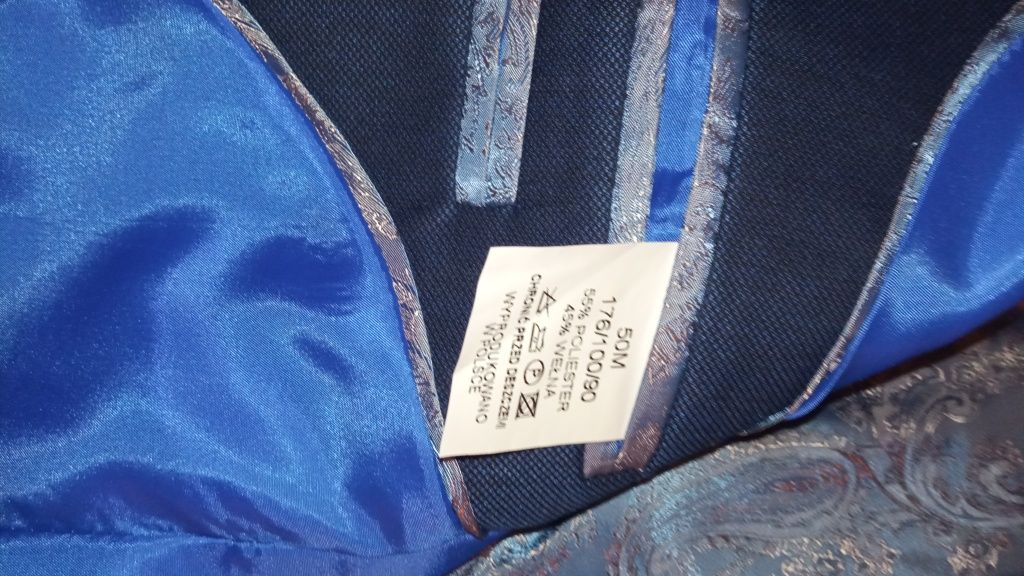 50M
176/100/90
55% POLIESTER
45% WEŁNA
CHRONIĆ PRZED DESZCZEM!
WYPRODUKOWANO
W POLSCE